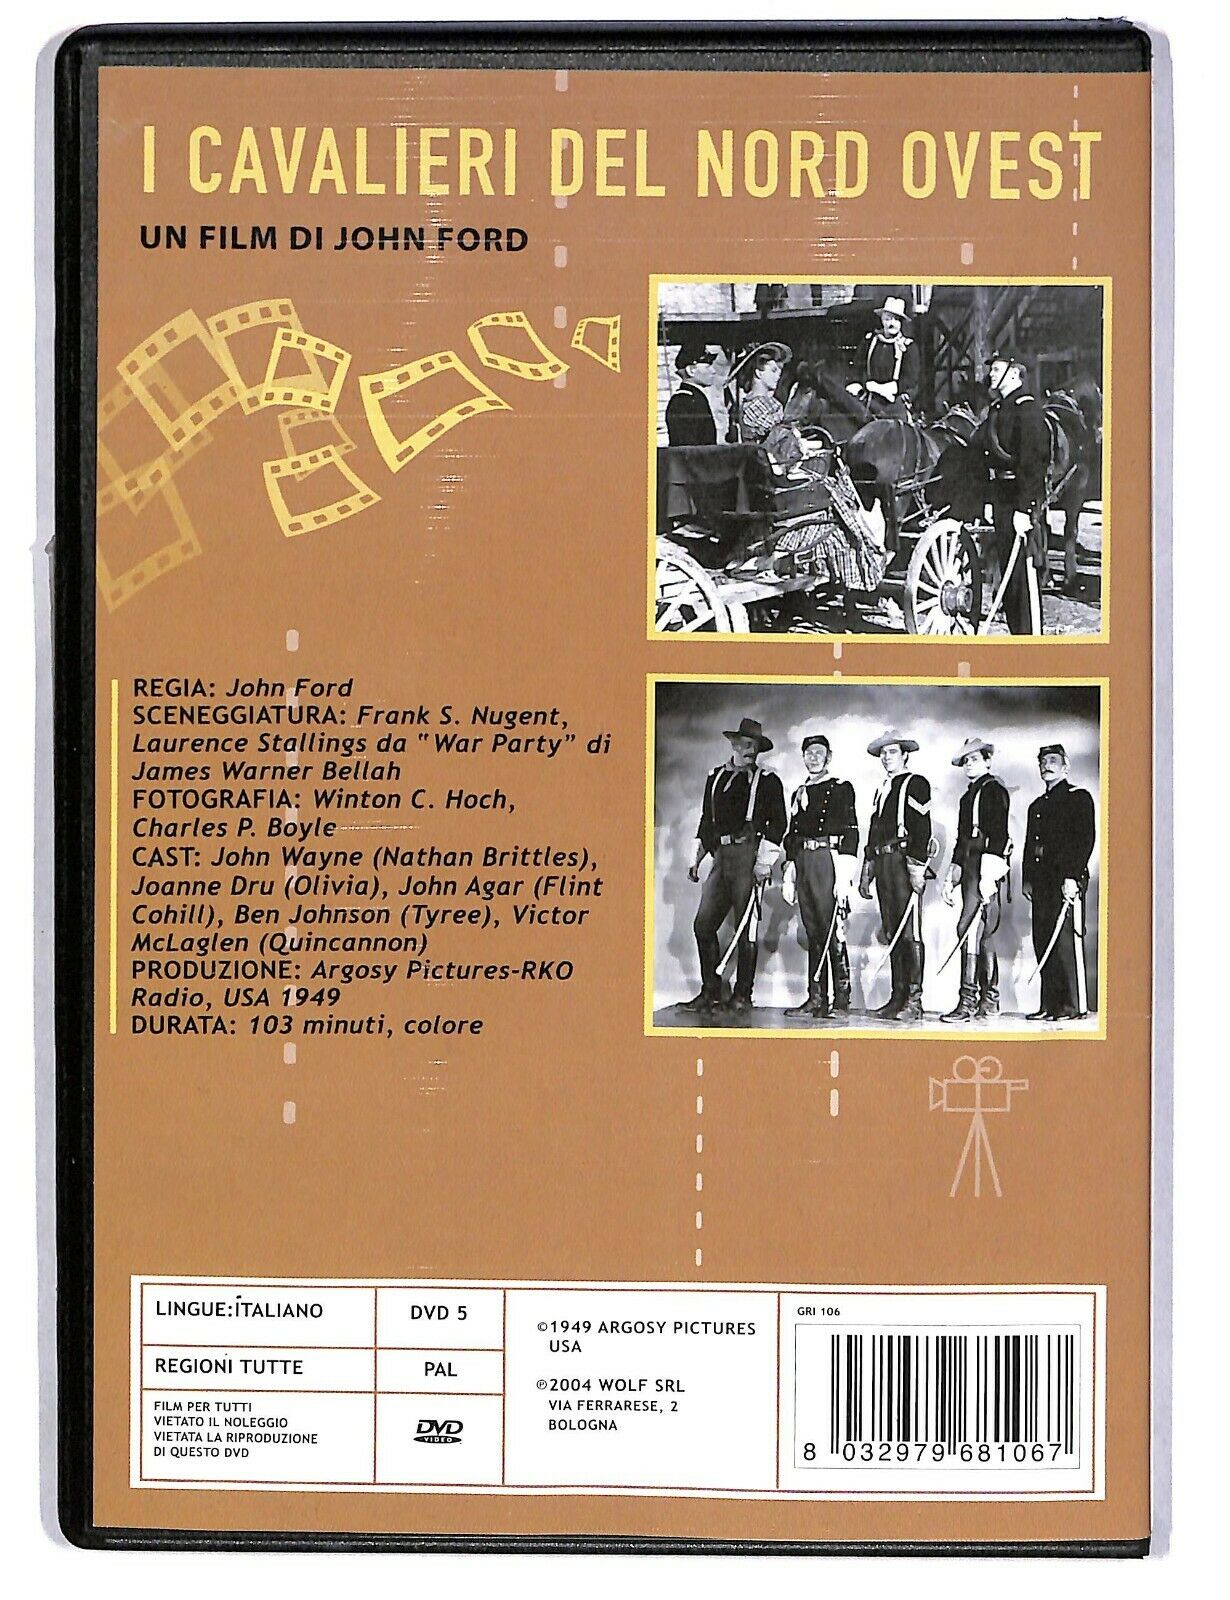 I CAVALIERI DEL NORD OVEST
UN FILM DI JOHN FORD
REGIA: John Ford
SCENEGGIATURA: Frank S. Nugent,
Laurence Stallings da "War Party" di
James Warner Bellah
FOTOGRAFIA: Winton C. Hoch,
Charles P. Boyle
CAST: John Wayne (Nathan Brittles),
Joanne Dru (Olivia), John Agar (Flint
Cohill), Ben Johnson (Tyree), Victor
McLaglen (Quincannon)
PRODUZIONE: Argosy Pictures-RKO
Radio, USA 1949
DURATA: 103 minuti, colore
LINGUE:ITALIANO
DVD 5
REGIONI TUTTE
PAL
FILM PER TUTTI
VIETATO IL NOLEGGIO
VIETATA LA RIPRODUZIONE
DI QUESTO DVD
DVD
VIDEO
©1949 ARGOSY PICTURES
USA
℗2004 WOLF SRL
VIA FERRARESE, 2
BOLOGNA
GRI 106
8 032979 681067